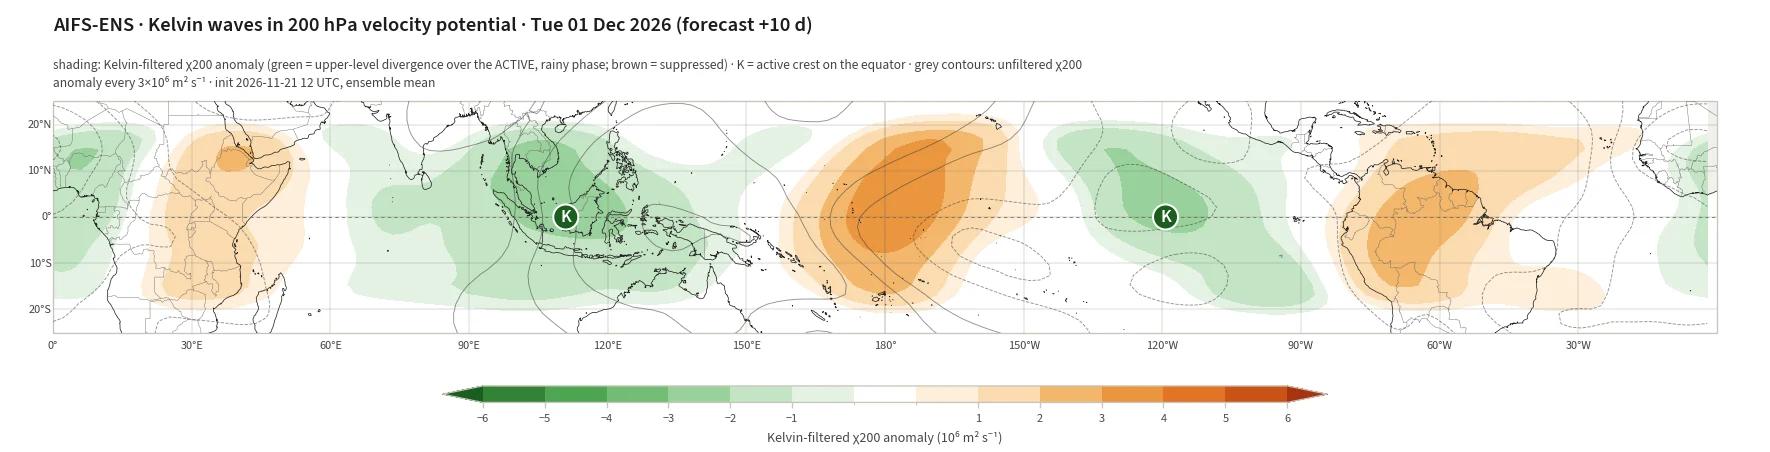 AIFS-ENS · Kelvin waves in 200 hPa velocity potential · Tue 01 Dec 2026 (forecast +10 d)
shading: Kelvin-filtered χ200 anomaly (green = upper-level divergence over the ACTIVE, rainy phase; brown = suppressed) · K = active crest on the equator · grey contours: unfiltered χ200
anomaly every 3×10⁶ m² s⁻¹ · init 2026-11-21 12 UTC, ensemble mean
20°N
10°N
0°
10°S
20°S
K K
0° 30°E 60°E 90°E 120°E 150°E 180° 150°W 120°W 90°W 60°W 30°W
−6 −5 −4 −3 −2 −1 1 2 3 4 5 6
Kelvin-filtered χ200 anomaly (10⁶ m² s⁻¹)